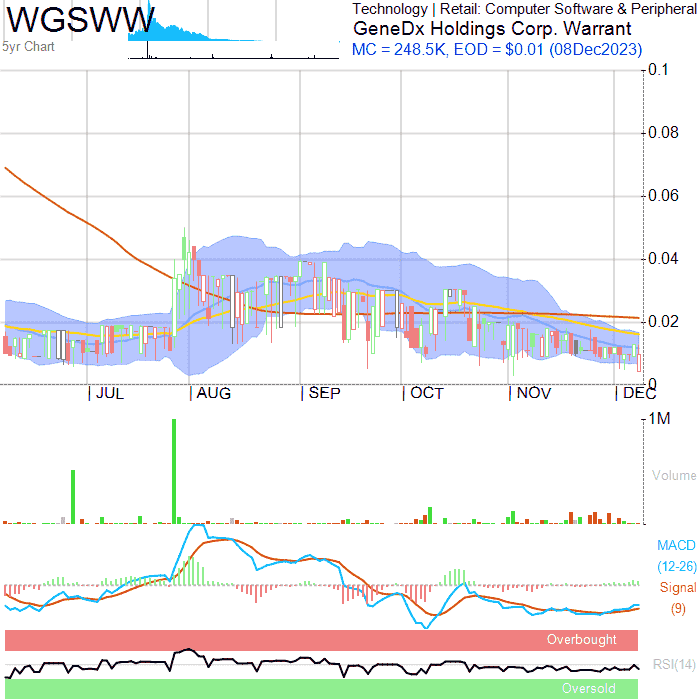 WGSWW
5yr Chart
Technology | Retail: Computer Software & Peripheral
GeneDx Holdings Corp. Warrant
MC = 248.5K, EOD = $0.01 (08Dec2023)
0.1
0.08
0.06
0.04
0.02
0
JUL AUG SEP OCT NOV DEC
1M
Volume
MACD
(12-26)
Signal
(9)
Overbought
RSI(14)
Oversold